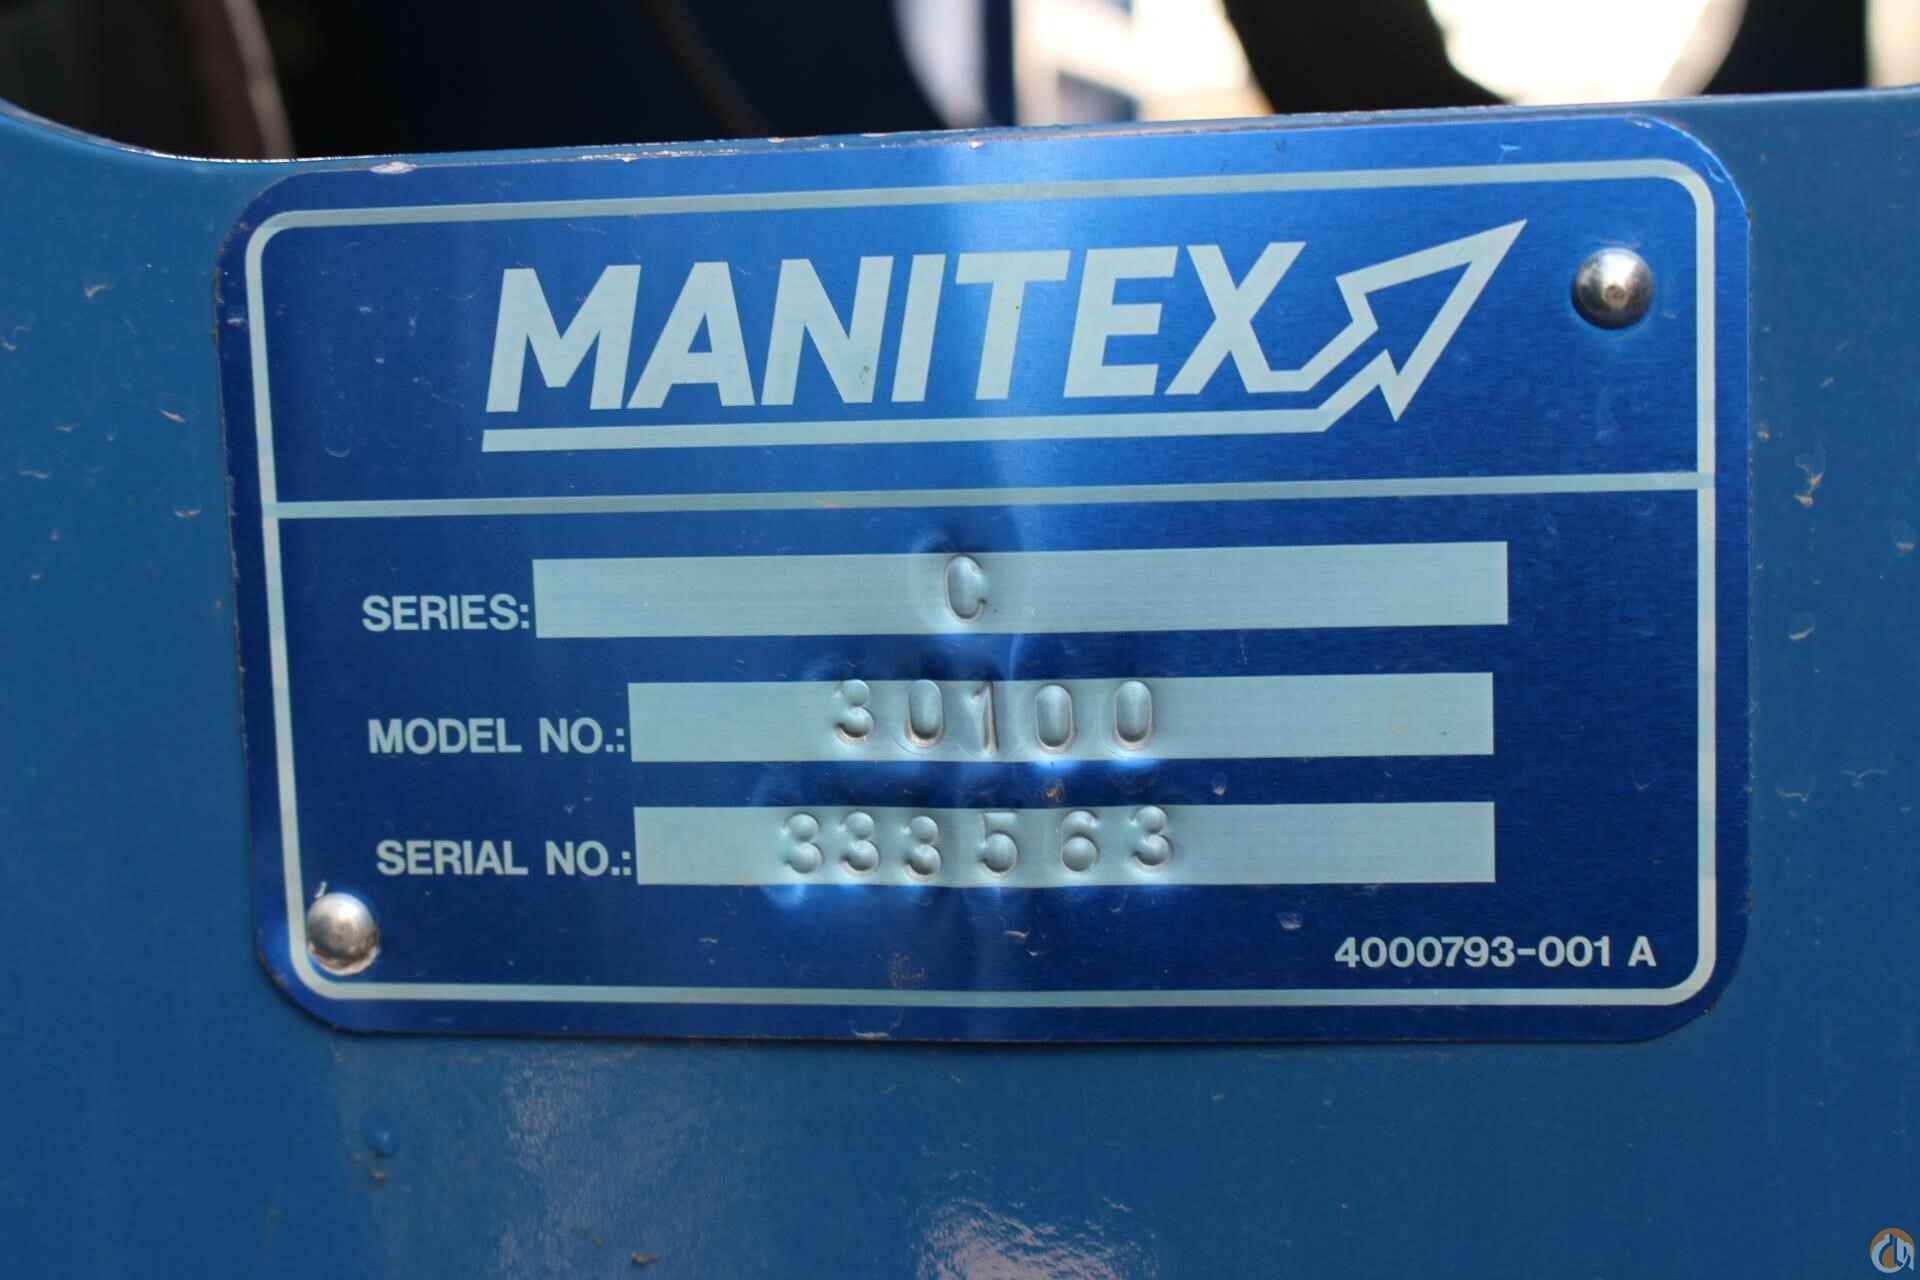 MANITEX
SERIES: C
MODEL NO.: 30100
SERIAL NO.: 333563
4000793-001 A